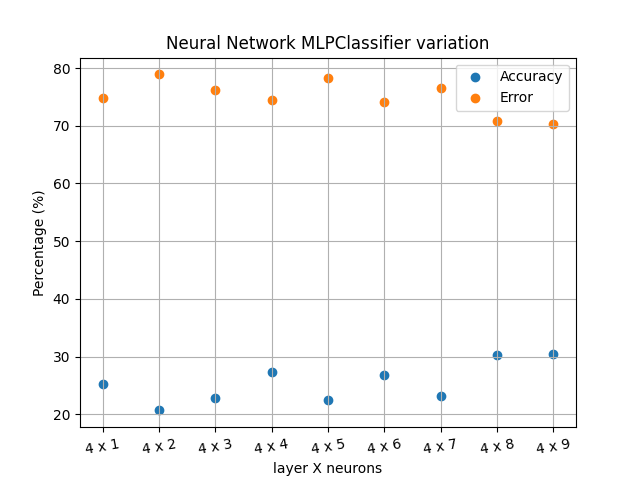 Neural Network MLPClassifier variation
Accuracy
Error
80
70
60
50
40
30
20
Percentage (%)
4 x 1
4 x 2
4 x 3
4 x 4
4 x 5
4 x 6
4 x 7
4 x 8
4 x 9
layer X neurons